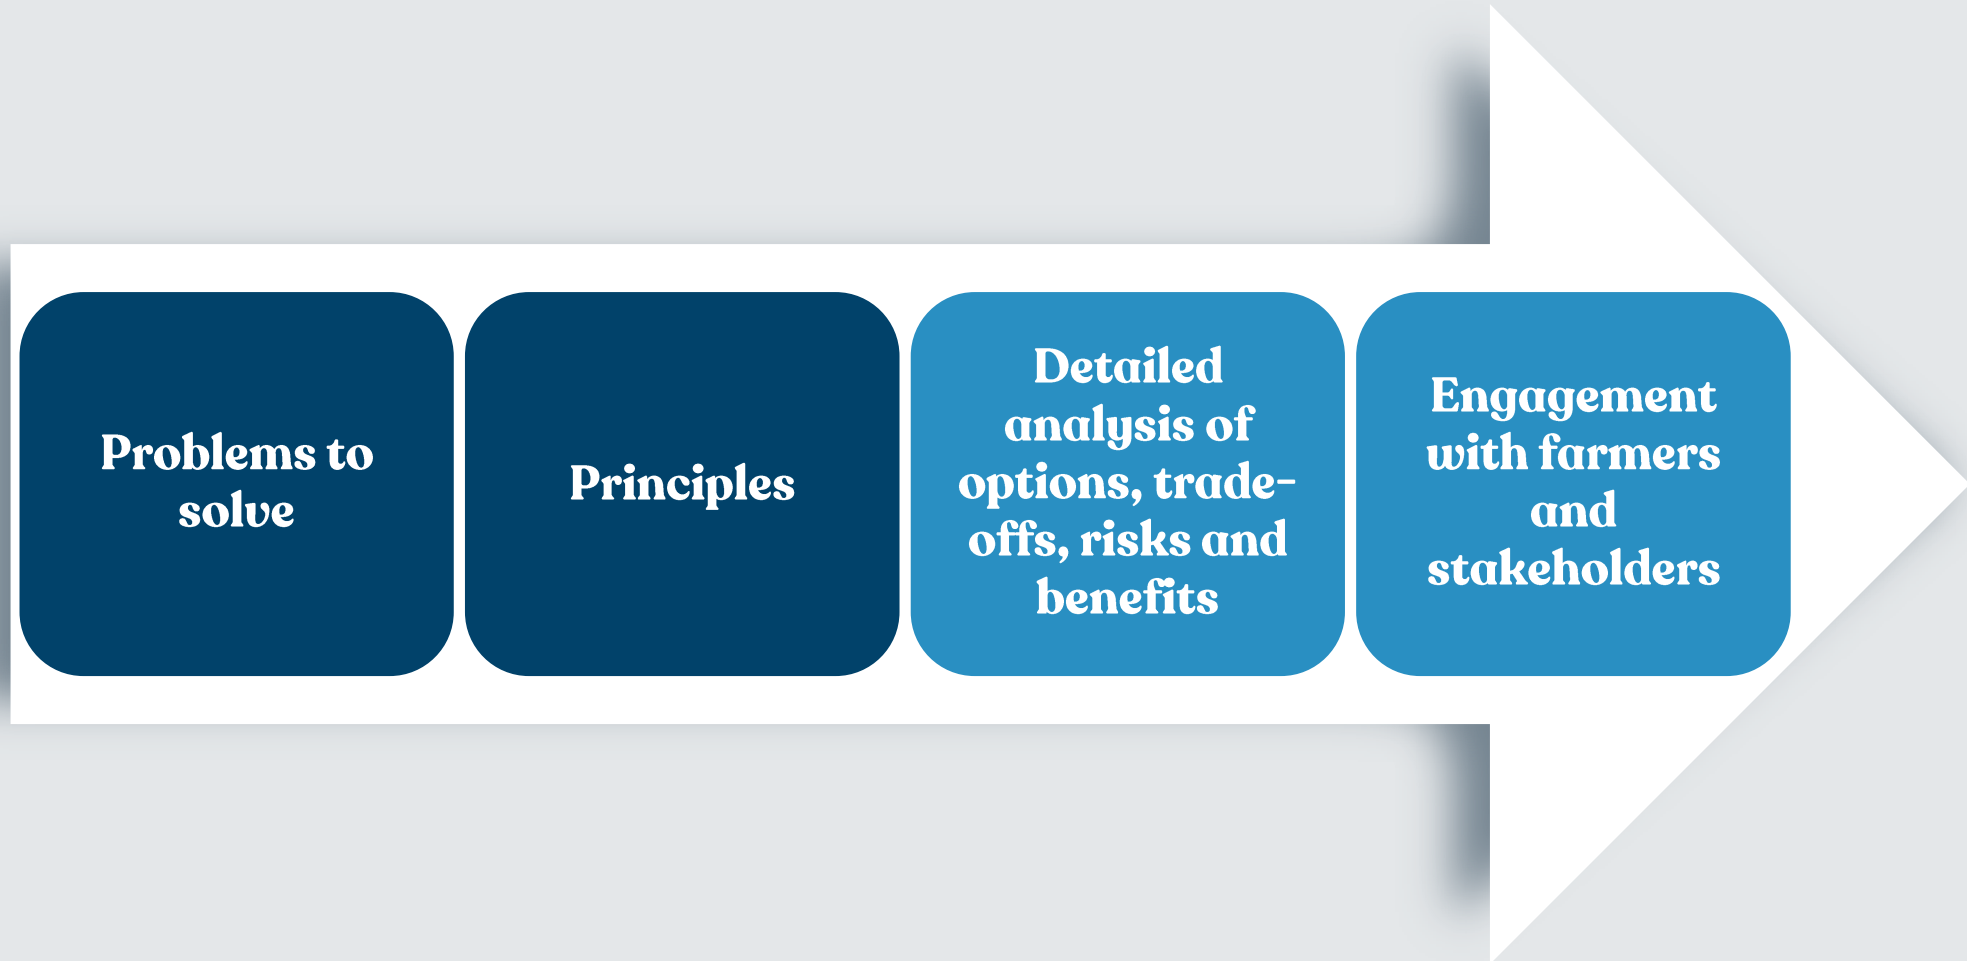 Problems to
solve
Principles
Detailed
analysis of
options, trade-
offs, risks and
benefits
Engagement
with farmers
and
stakeholders